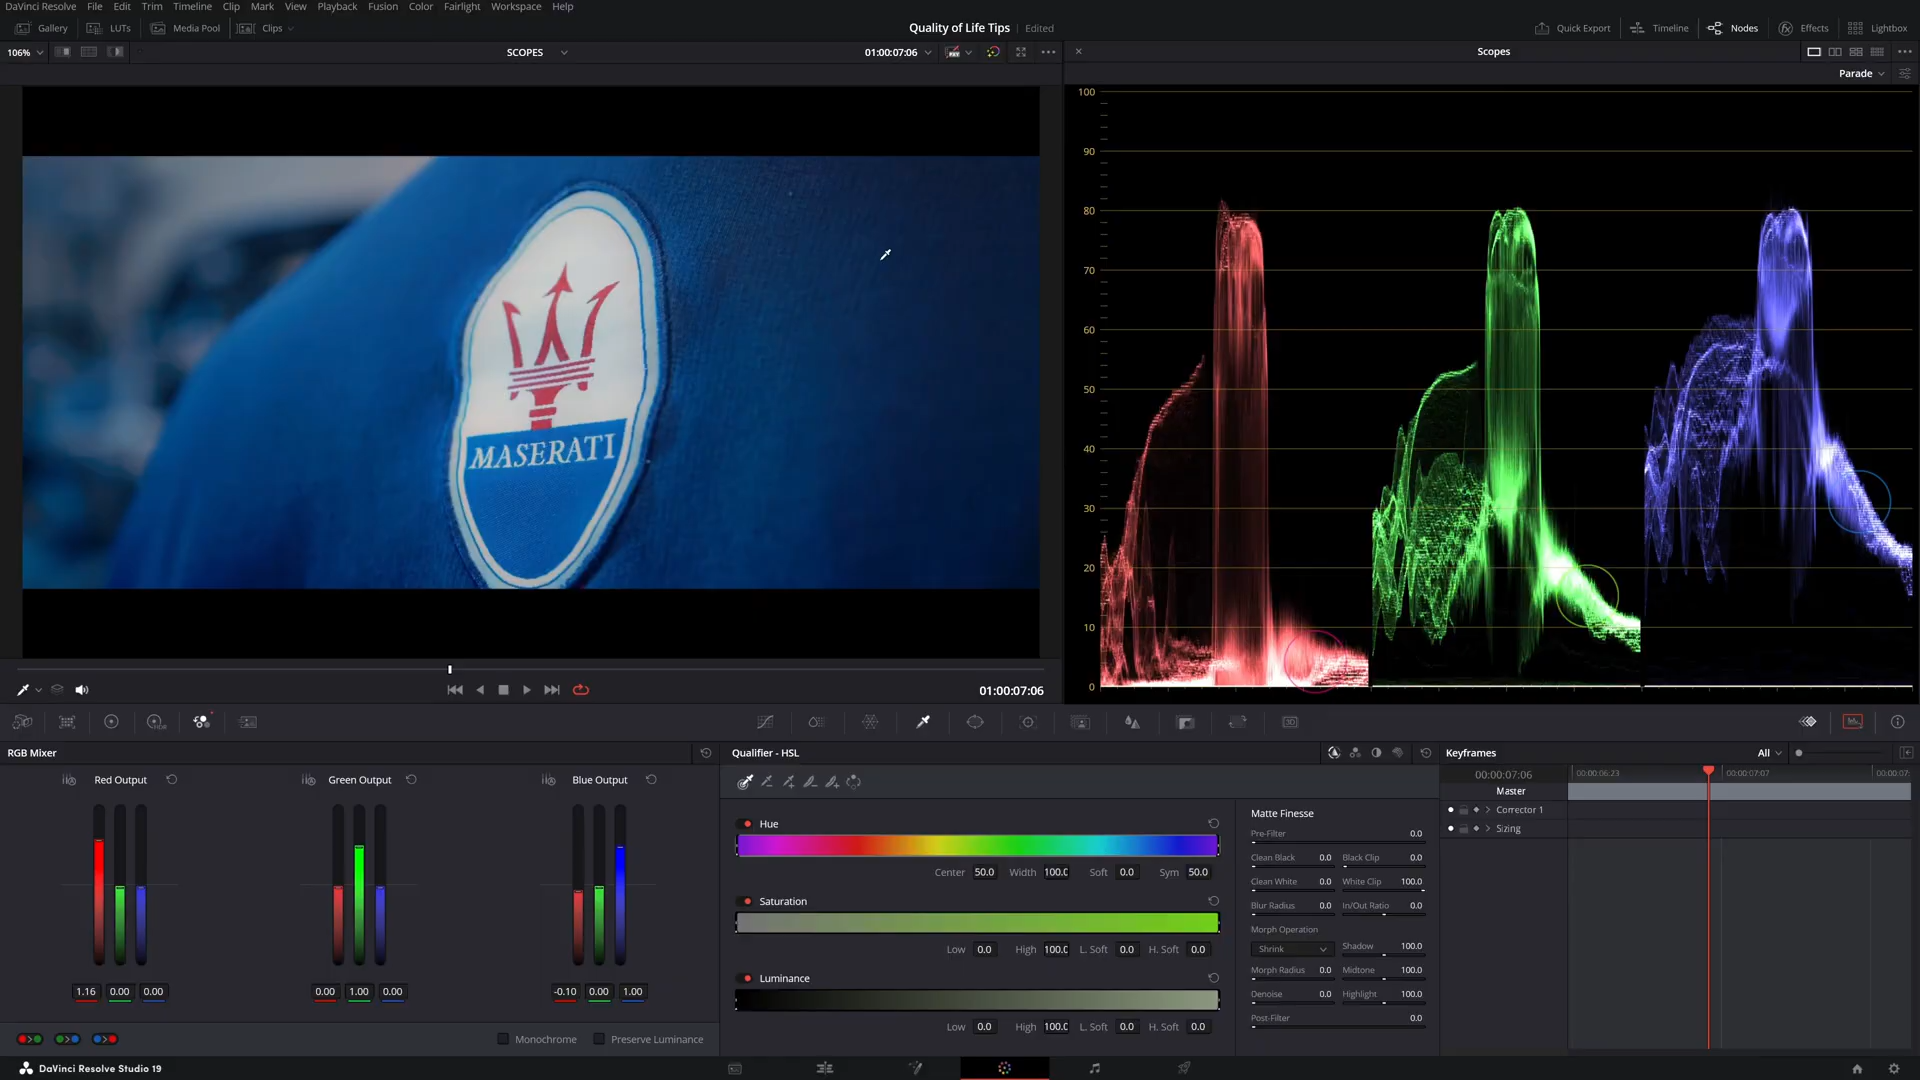 DaVinci Resolve File Edit Trim Timeline Clip Mark View Playback Fusion Color Fairlight Workspace Help
Gallery LUTs Media Pool Clips Quality of Life Tips Edited Quick Export Timeline Nodes Effects Lightbox
106% SCOPES 01:00:07:06 Scopes
Parade
100
90
80
70
60
50
40
30
20
10
0
MASERATI
01:00:07:06
RGB Mixer Qualifier - HSL Keyframes All
Red Output Green Output Blue Output
1.16 0.00 0.00 0.00 1.00 0.00 -0.10 0.00 1.00
Monochrome Preserve Luminance
Hue
Center 50.0 Width 100.0 Soft 0.0 Sym 50.0
Saturation
Low 0.0 High 100.0 L. Soft 0.0 H. Soft 0.0
Luminance
Low 0.0 High 100.0 L. Soft 0.0 H. Soft 0.0
Matte Finesse
Pre-Filter 0.0
Clean Black 0.0 Black Clip 0.0
Clean White 0.0 White Clip 100.0
Blur Radius 0.0 In/Out Ratio 0.0
Morph Operation
Shrink Shadow 100.0
Morph Radius 0.0 Midtone 100.0
Denoise 0.0 Highlight 100.0
Post-Filter 0.0
00:00:07:06 00:00:06:23 00:00:07:07 00:00:07:
Master
Corrector 1
Sizing
DaVinci Resolve Studio 19